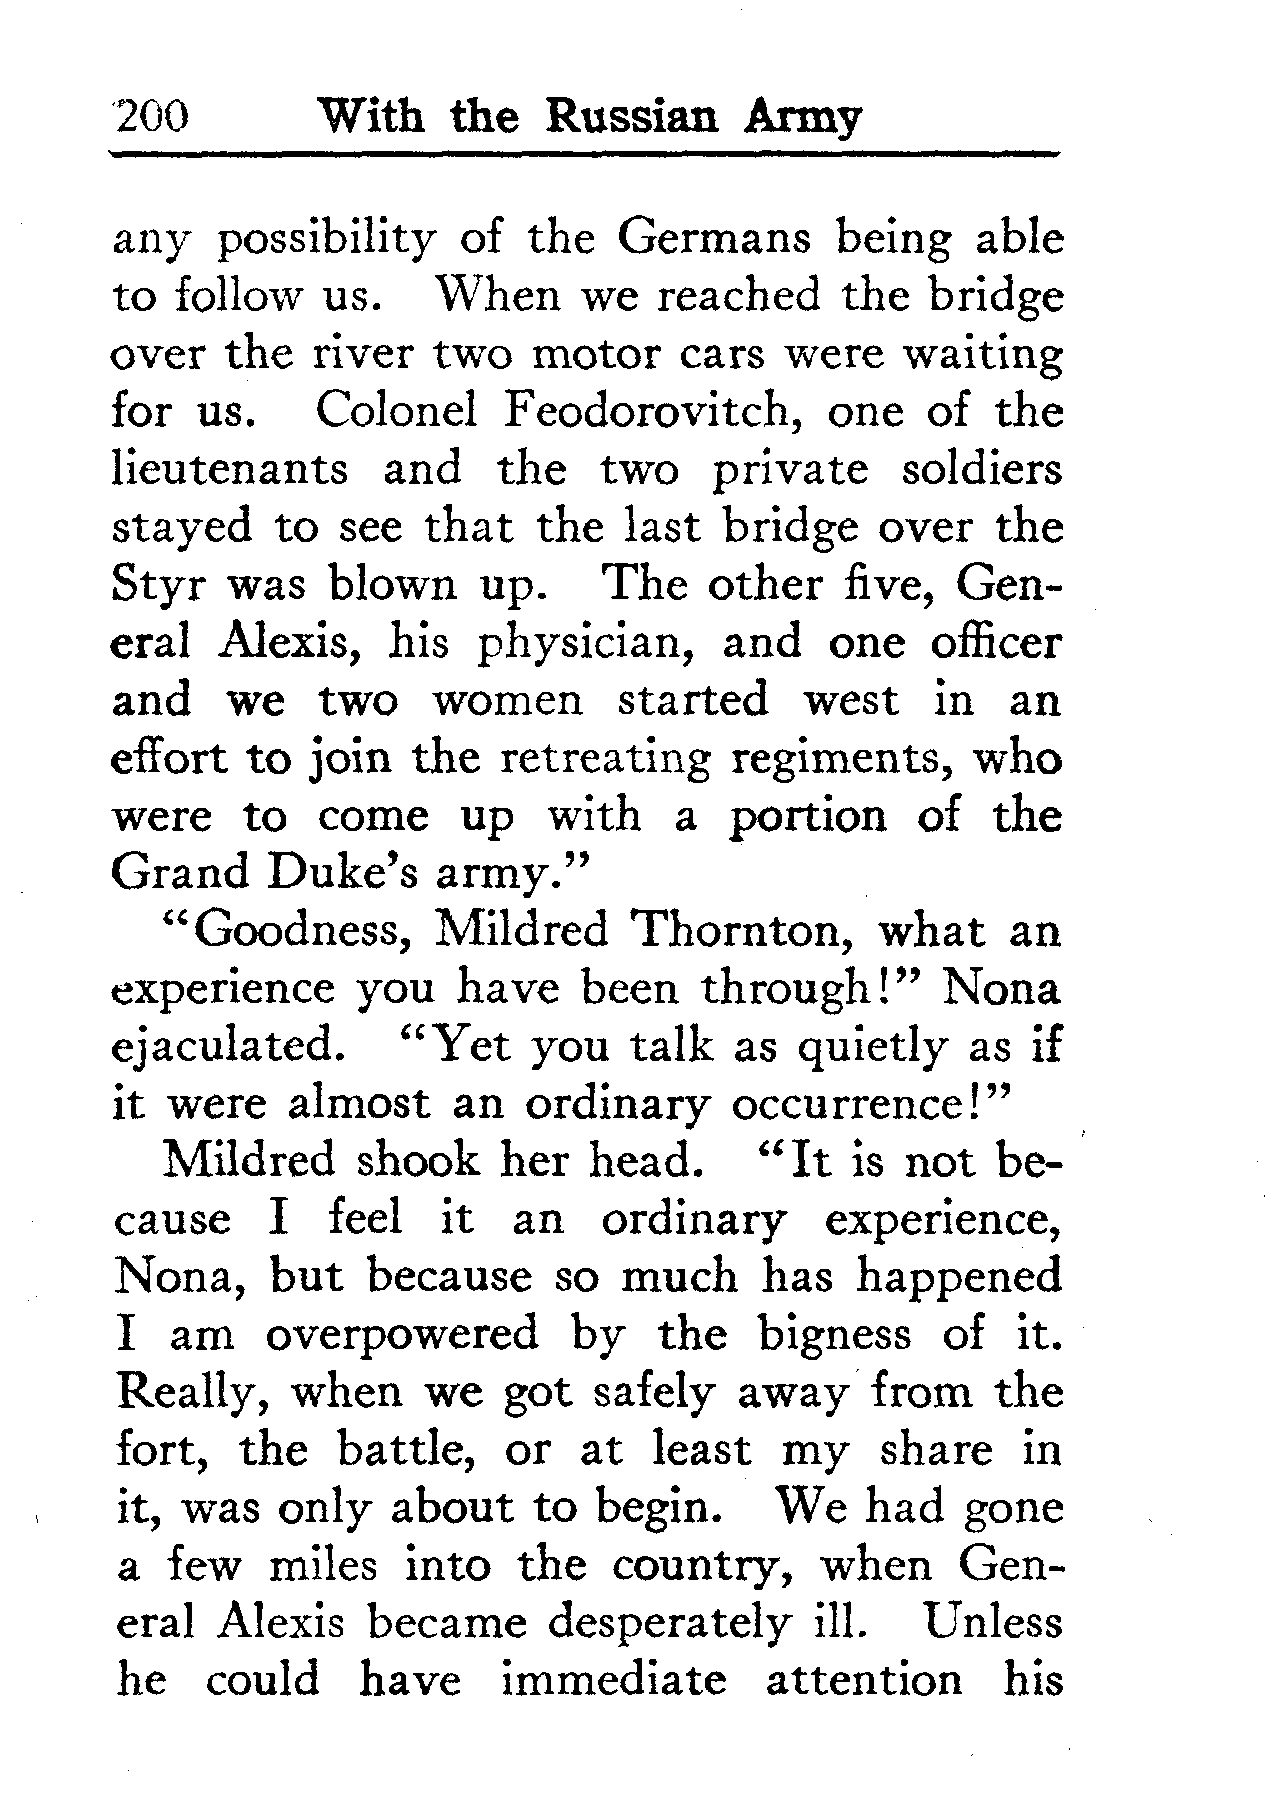 200 With the Russian Army
any possibility of the Germans being able
to follow us. When we reached the bridge
over the river two motor cars were waiting
for us. Colonel Feodorovitch, one of the
lieutenants and the two private soldiers
stayed to see that the last bridge over the
Styr was blown up. The other five, Gen-
eral Alexis, his physician, and one officer
and we two women started west in an
effort to join the retreating regiments, who
were to come up with a portion of the
Grand Duke's army."
"Goodness, Mildred Thornton, what an
experience you have been through!" Nona
ejaculated. "Yet you talk as quietly as if
it were almost an ordinary occurrence!"
Mildred shook her head. "It is not be-
cause I feel it an ordinary experience,
Nona, but because so much has happened
I am overpowered by the bigness of it.
Really, when we got safely away from the
fort, the battle, or at least my share in
it, was only about to begin. We had gone
a few miles into the country, when Gen-
eral Alexis became desperately ill. Unless
he could have immediate attention his